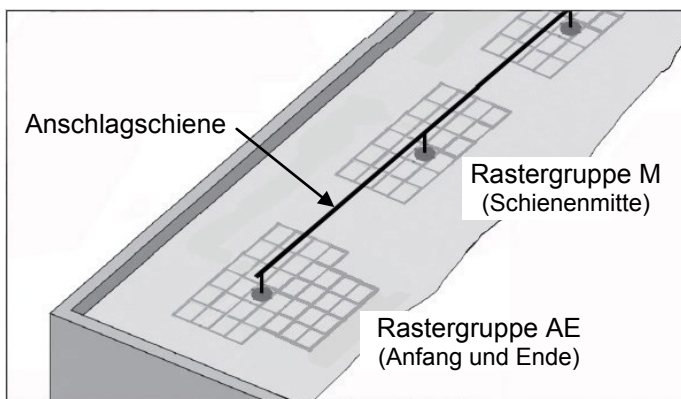 Anschlagschiene
Rastergruppe M
(Schienenmitte)
Rastergruppe AE
(Anfang und Ende)